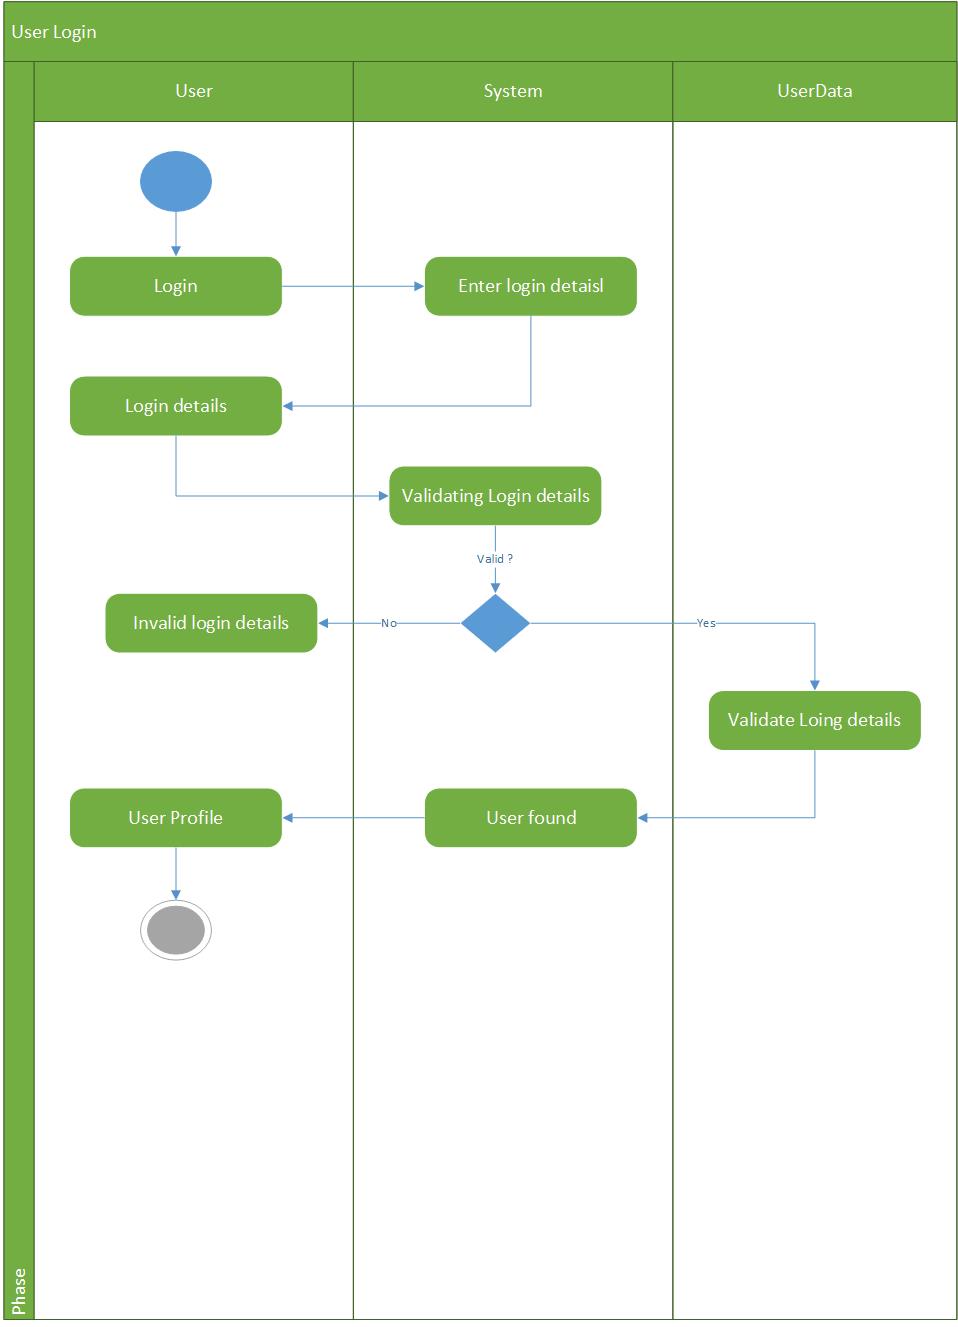 User Login
User
System
UserData
Login
Enter login detaisl
Login details
Validating Login details
Valid ?
Invalid login details
No
Yes
Validate Loing details
User Profile
User found
Phase